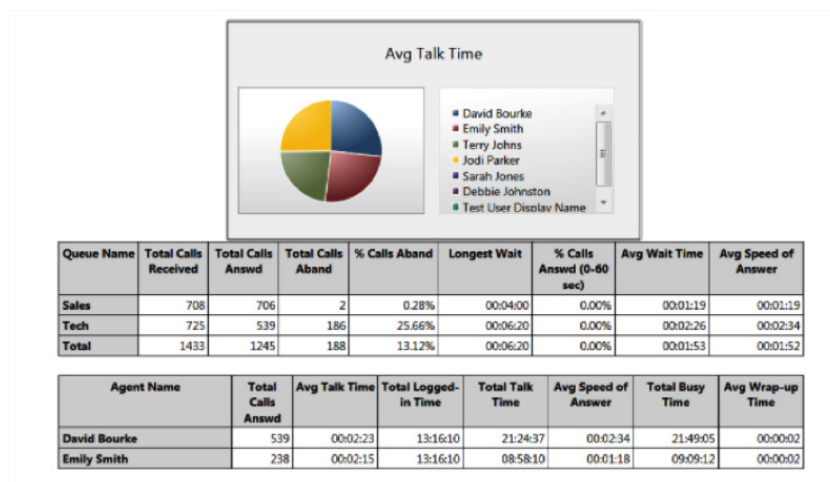 Avg Talk Time
David Bourke
Emily Smith
Terry Johns
Jodi Parker
Sarah Jones
Debbie Johnston
Test User Display Name
Queue Name Total Calls Received Total Calls Answd Total Calls Aband % Calls Aband Longest Wait % Calls Answd (0-60 sec) Avg Wait Time Avg Speed of Answer
Sales 708 706 2 0.28% 00:04:00 0.00% 00:01:19 00:01:19
Tech 725 539 186 25.66% 00:06:20 0.00% 00:02:26 00:02:34
Total 1433 1245 188 13.12% 00:06:20 0.00% 00:01:53 00:01:52
Agent Name Total Calls Answd Avg Talk Time Total Logged-in Time Total Talk Time Avg Speed of Answer Total Busy Time Avg Wrap-up Time
David Bourke 539 00:02:23 13:16:10 21:24:37 00:02:34 21:49:05 00:00:02
Emily Smith 238 00:02:15 13:16:10 08:58:10 00:01:18 09:09:12 00:00:02